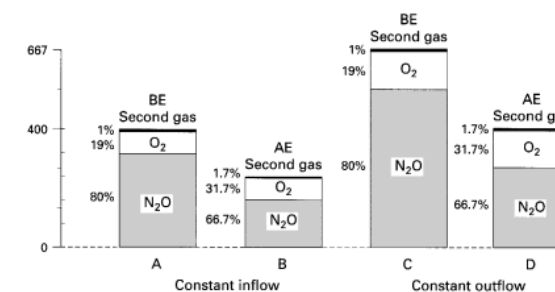 BE
Second gas
667
1%
19%
O₂
BE
Second gas
AE
Second g
400
1%
19%
O₂
AE
Second gas
1.7%
31.7%
O₂
80%
N₂O
1.7%
31.7%
O₂
80%
N₂O
66.7%
N₂O
66.7%
N₂O
0
A
B
C
D
Constant inflow
Constant outflow